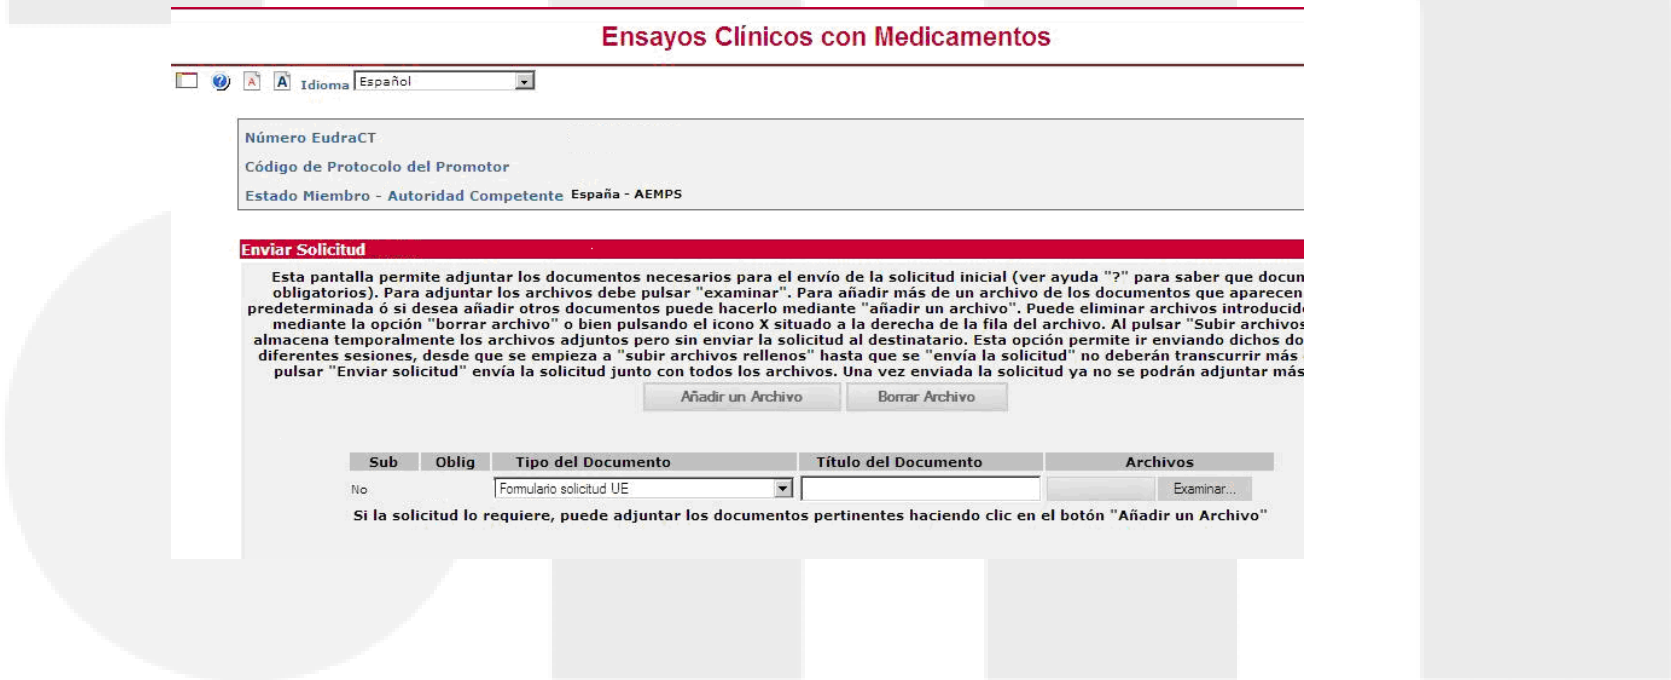 Ensayos Clínicos con Medicamentos
A A Idioma Español
Número EudraCT
Código de Protocolo del Promotor
Estado Miembro - Autoridad Competente España - AEMPS
Enviar Solicitud
Esta pantalla permite adjuntar los documentos necesarios para el envío de la solicitud inicial (ver ayuda "?" para saber que docun
obligatorios). Para adjuntar los archivos debe pulsar "examinar". Para añadir más de un archivo de los documentos que aparecen
predeterminada ó si desea añadir otros documentos puede hacerlo mediante "añadir un archivo". Puede eliminar archivos introducid
mediante la opción "borrar archivo" o bien pulsando el icono X situado a la derecha de la fila del archivo. Al pulsar "Subir archivos
almacena temporalmente los archivos adjuntos pero sin enviar la solicitud al destinatario. Esta opción permite ir enviando dichos do
diferentes sesiones, desde que se empieza a "subir archivos rellenos" hasta que se "envía la solicitud" no deberán transcurrir más
pulsar "Enviar solicitud" envía la solicitud junto con todos los archivos. Una vez enviada la solicitud ya no se podrán adjuntar más
Añadir un Archivo Borrar Archivo
Sub Oblig Tipo del Documento Título del Documento Archivos
No Formulario solicitud UE Examinar...
Si la solicitud lo requiere, puede adjuntar los documentos pertinentes haciendo clic en el botón "Añadir un Archivo"